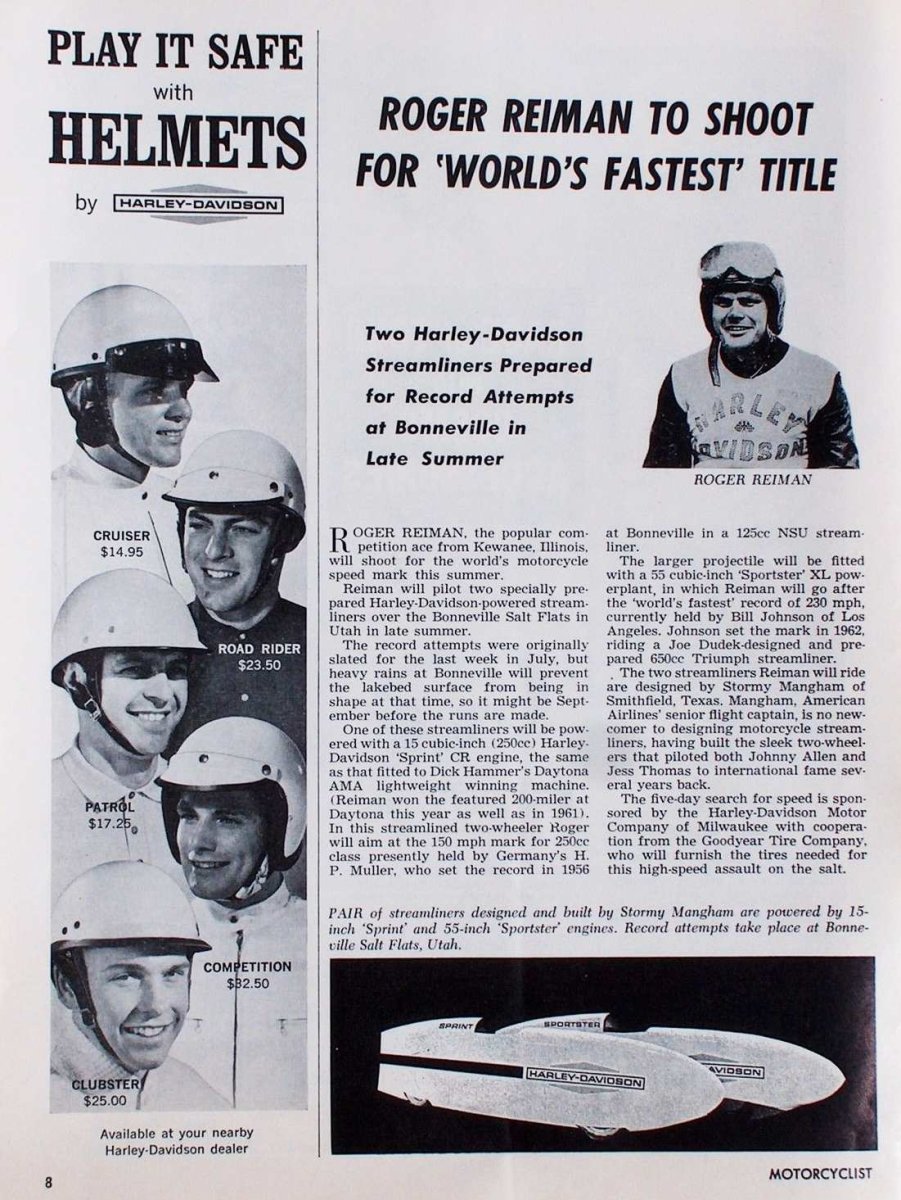 PLAY IT SAFE
with
HELMETS
by HARLEY-DAVIDSON
CRUISER
$14.95
ROAD RIDER
$23.50
PATROL
$17.25
COMPETITION
$32.50
CLUBSTER
$25.00
Available at your nearby
Harley-Davidson dealer
ROGER REIMAN TO SHOOT
FOR ‘WORLD’S FASTEST’ TITLE
Two Harley-Davidson
Streamliners Prepared
for Record Attempts
at Bonneville in
Late Summer
HARLEY
DAVIDSON
ROGER REIMAN
ROGER REIMAN, the popular com-
petition ace from Kewanee, Illinois,
will shoot for the world's motorcycle
speed mark this summer.
Reiman will pilot two specially pre-
pared Harley-Davidson-powered stream-
liners over the Bonneville Salt Flats in
Utah in late summer.
The record attempts were originally
slated for the last week in July, but
heavy rains at Bonneville will prevent
the lakebed surface from being in
shape at that time, so it might be Sept-
ember before the runs are made.
One of these streamliners will be pow-
ered with a 15 cubic-inch (250cc) Harley-
Davidson ‘Sprint’ CR engine, the same
as that fitted to Dick Hammer's Daytona
AMA lightweight winning machine.
(Reiman won the featured 200-miler at
Daytona this year as well as in 1961).
In this streamlined two-wheeler Roger
will aim at the 150 mph mark for 250cc
class presently held by Germany's H.
P. Muller, who set the record in 1956
at Bonneville in a 125cc NSU stream-
liner.
The larger projectile will be fitted
with a 55 cubic-inch ‘Sportster’ XL pow-
erplant, in which Reiman will go after
the ‘world's fastest’ record of 230 mph,
currently held by Bill Johnson of Los
Angeles. Johnson set the mark in 1962,
riding a Joe Dudek-designed and pre-
pared 650cc Triumph streamliner.
The two streamliners Reiman will ride
are designed by Stormy Mangham of
Smithfield, Texas. Mangham, American
Airlines' senior flight captain, is no new-
comer to designing motorcycle stream-
liners, having built the sleek two-wheel-
ers that piloted both Johnny Allen and
Jess Thomas to international fame sev-
eral years back.
The five-day search for speed is spon-
sored by the Harley-Davidson Motor
Company of Milwaukee with coopera-
tion from the Goodyear Tire Company,
who will furnish the tires needed for
this high-speed assault on the salt.
PAIR of streamliners designed and built by Stormy Mangham are powered by 15-
inch ‘Sprint’ and 55-inch ‘Sportster’ engines. Record attempts take place at Bonne-
ville Salt Flats, Utah.
SPRINT
SPORTSTER
HARLEY-DAVIDSON
AVIDSON
8
MOTORCYCLIST